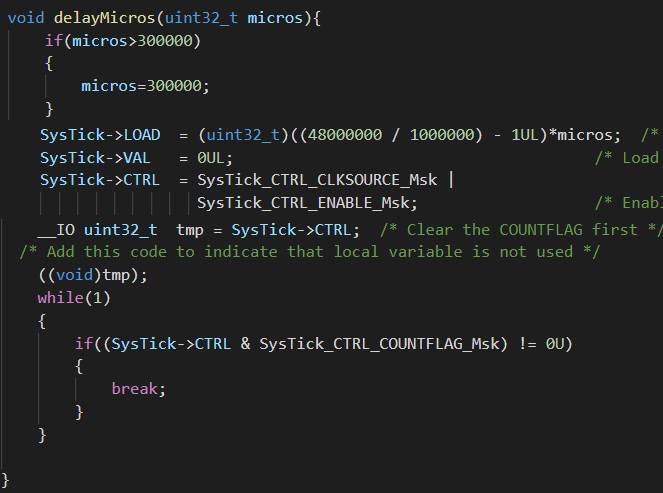 void delayMicros(uint32_t micros){
if(micros>300000)
{
micros=300000;
}
SysTick->LOAD = (uint32_t)((48000000 / 1000000) - 1UL)*micros; /*
SysTick->VAL = 0UL; /* Load
SysTick->CTRL = SysTick_CTRL_CLKSOURCE_Msk |
SysTick_CTRL_ENABLE_Msk; /* Enabl
__IO uint32_t tmp = SysTick->CTRL; /* Clear the COUNTFLAG first */
/* Add this code to indicate that local variable is not used */
((void)tmp);
while(1)
{
if((SysTick->CTRL & SysTick_CTRL_COUNTFLAG_Msk) != 0U)
{
break;
}
}
}